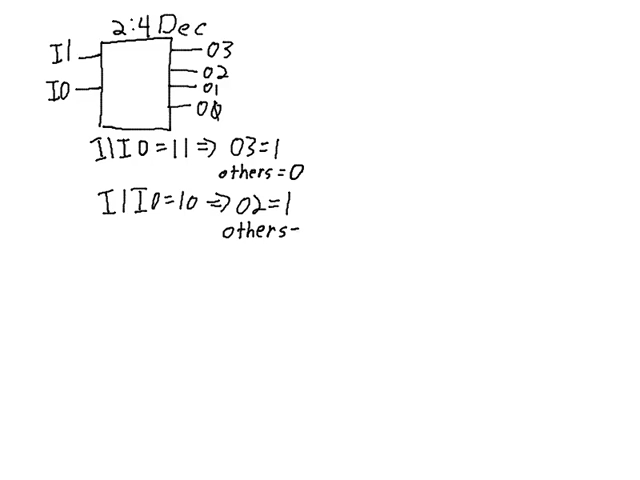 2:4 Dec
I1
I0
O3
O2
O1
O0
I1I0=11⇒ O3=1
others=0
I1I0=10 ⇒ O2=1
others-